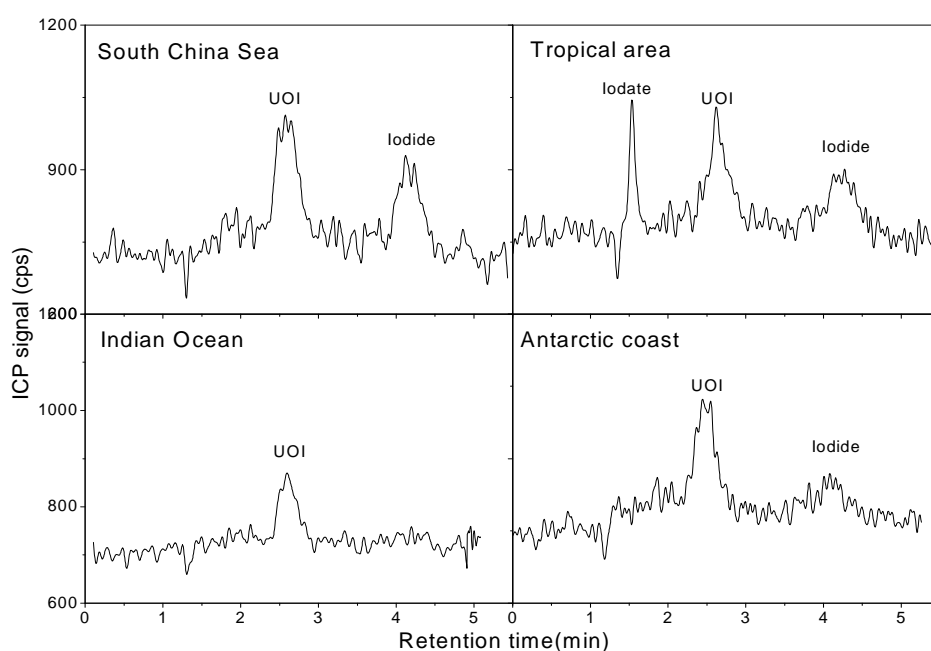 1200
South China Sea
Tropical area
Iodate
UOI
UOI
Iodide
Iodide
900
ICP signal (cps)
Indian Ocean
Antarctic coast
1000
UOI
UOI
Iodide
800
600
0 1 2 3 4 5 0 1 2 3 4 5
Retention time(min)